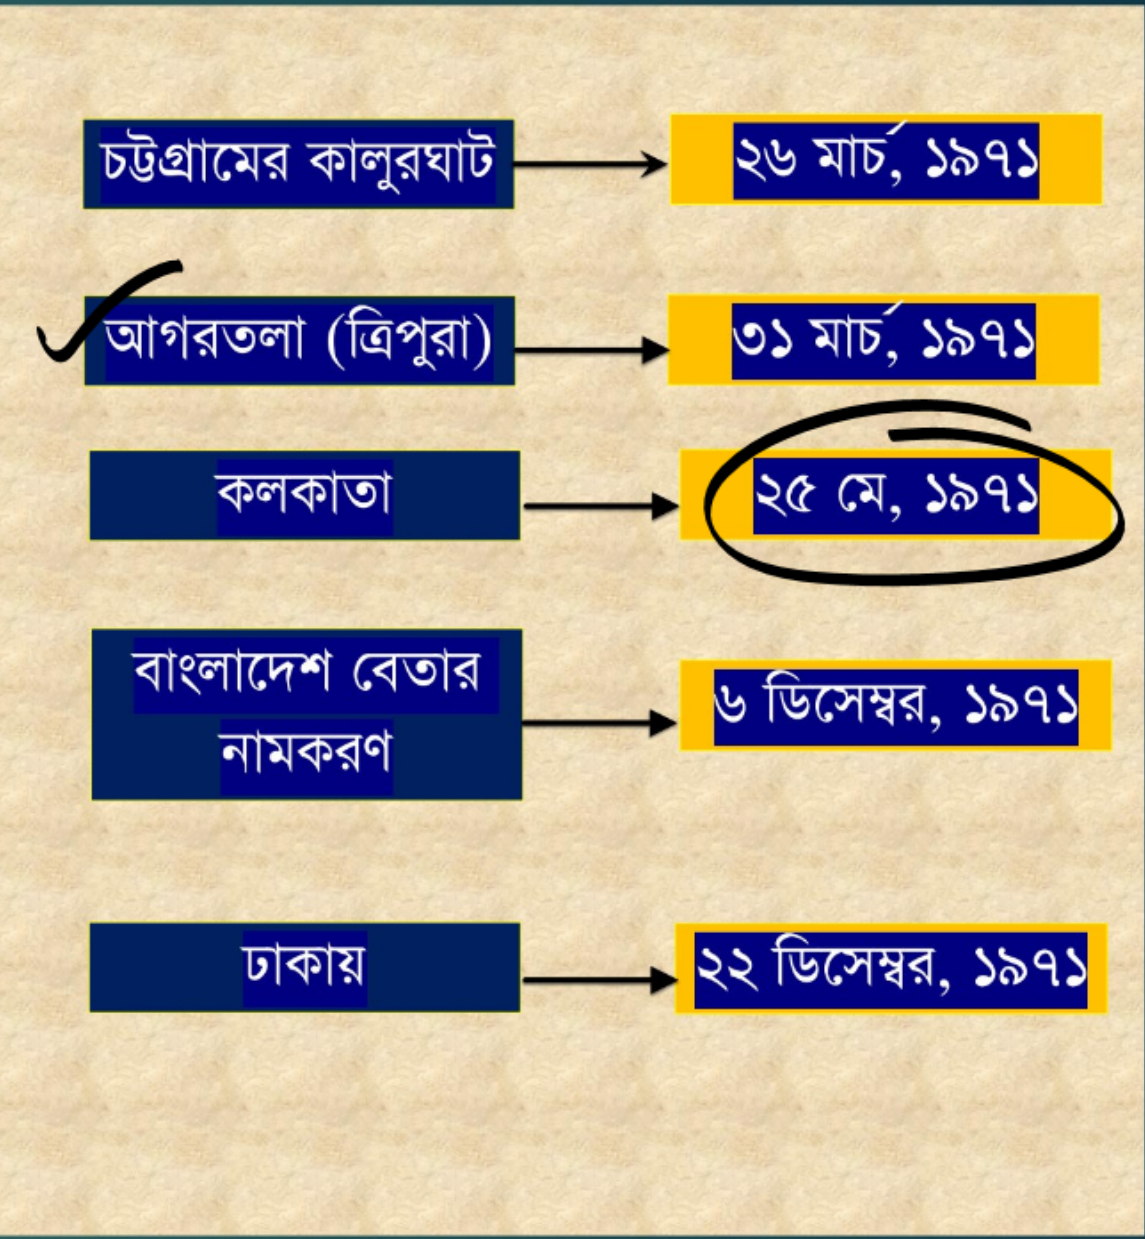 চট্টগ্রামের কালুরঘাট
২৬ মার্চ, ১৯৭১
আগরতলা (ত্রিপুরা)
৩১ মার্চ, ১৯৭১
কলকাতা
২৫ মে, ১৯৭১
বাংলাদেশ বেতার
নামকরণ
৬ ডিসেম্বর, ১৯৭১
ঢাকায়
২২ ডিসেম্বর, ১৯৭১